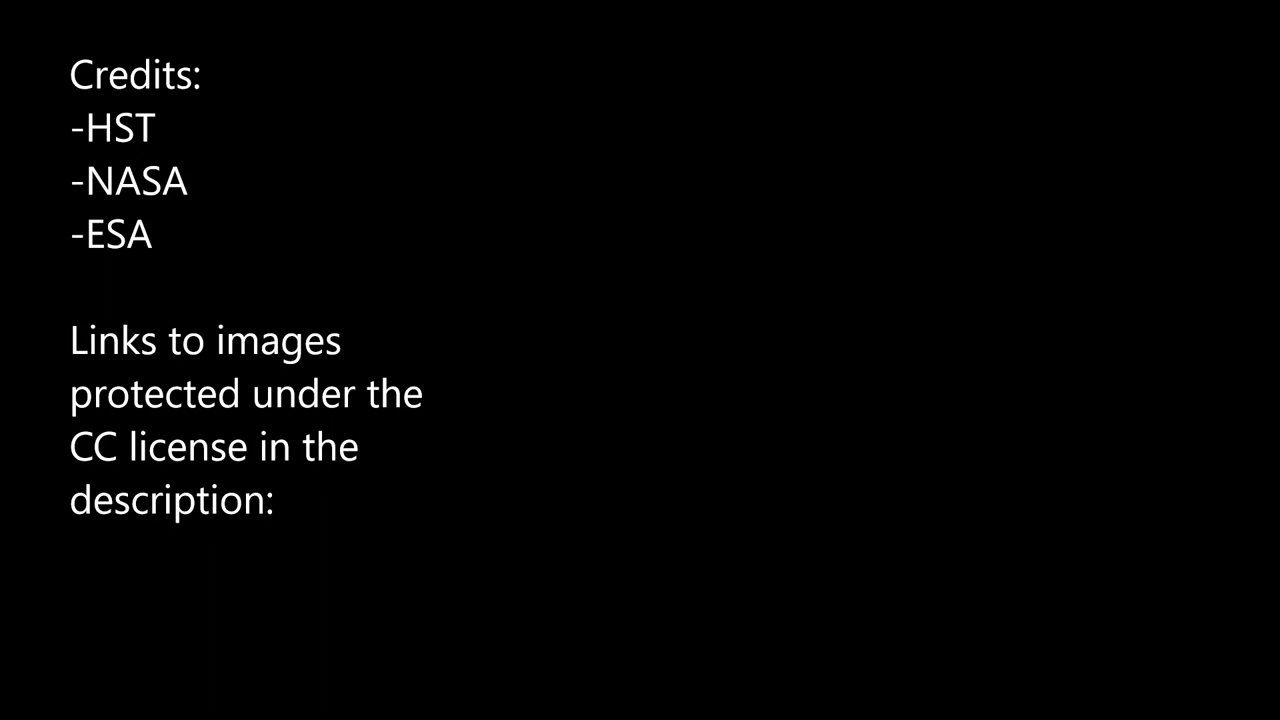 Credits:
-HST
-NASA
-ESA
Links to images
protected under the
CC license in the
description: